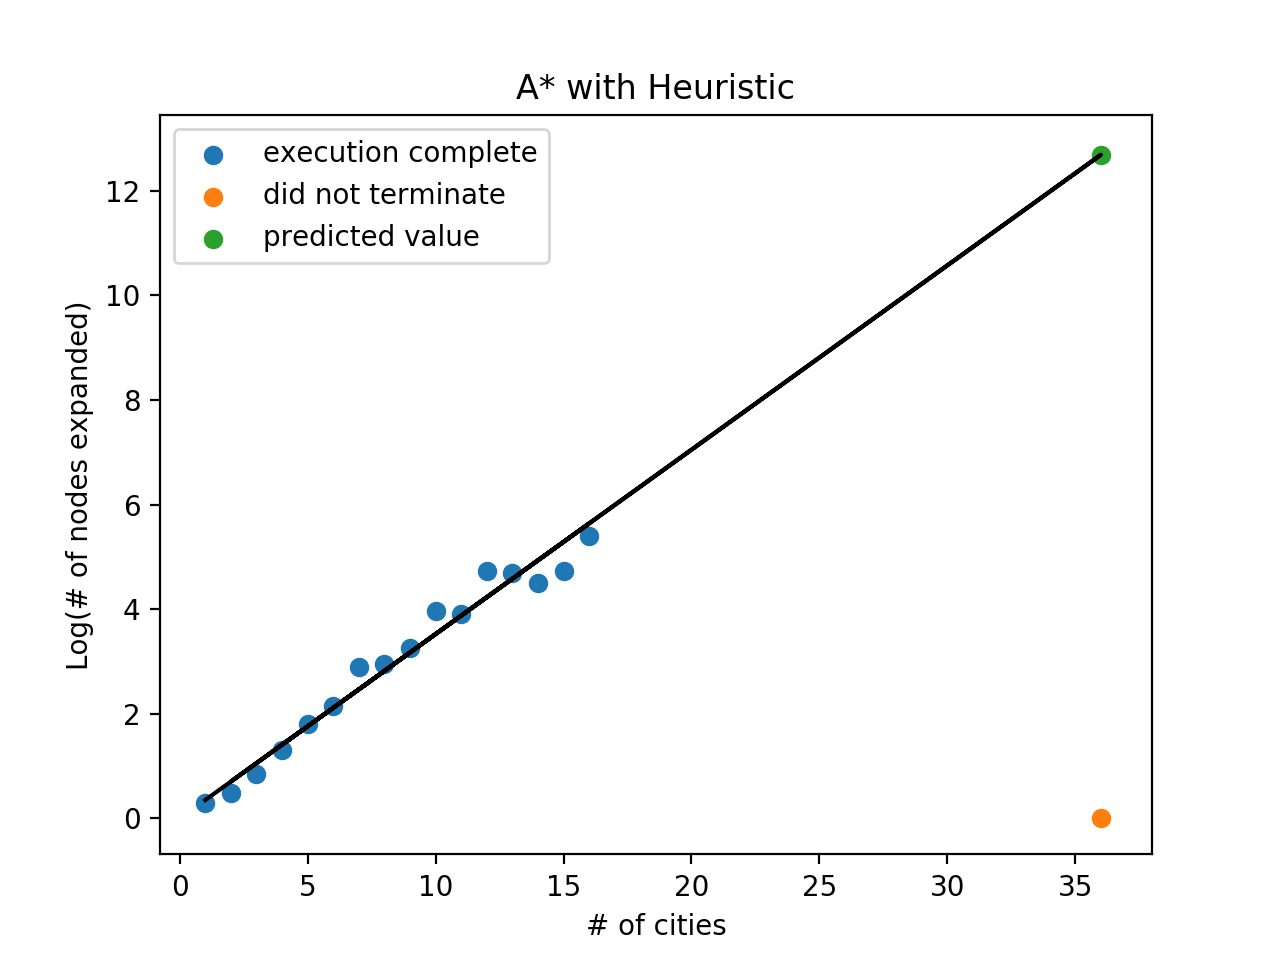 A* with Heuristic
execution complete
did not terminate
predicted value
Log(# of nodes expanded)
12
10
8
6
4
2
0
0 5 10 15 20 25 30 35
# of cities